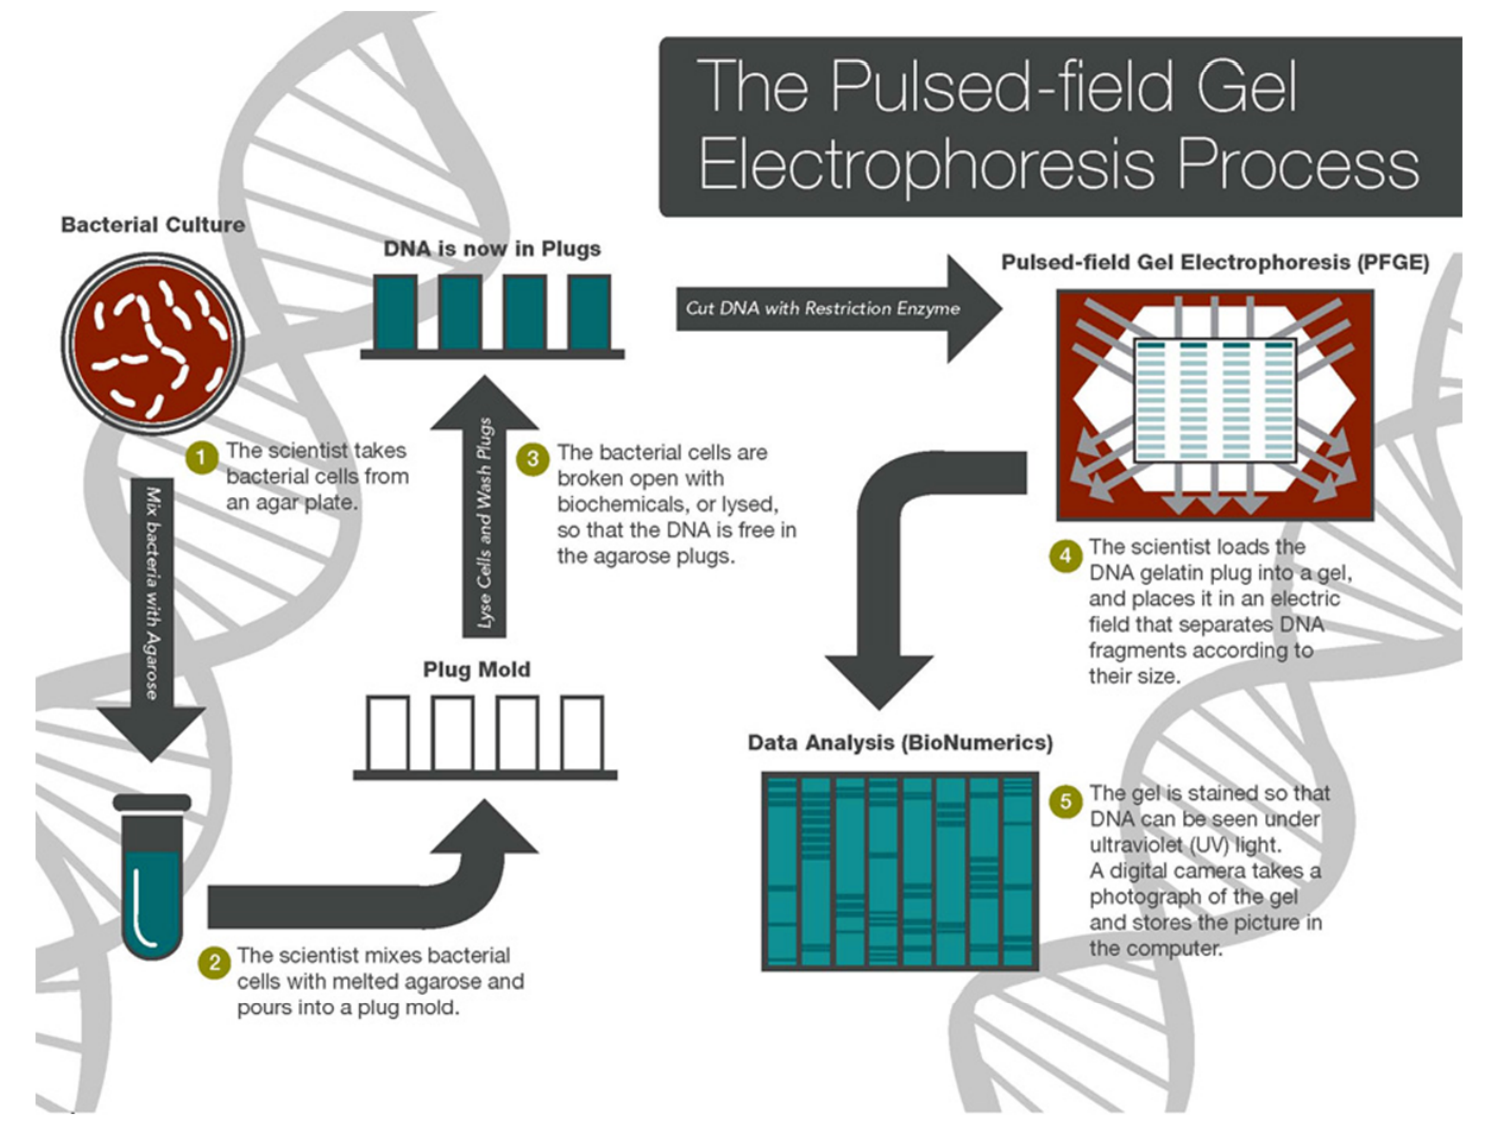 The Pulsed-field Gel
Electrophoresis Process
Bacterial Culture
1
The scientist takes
bacterial cells from
an agar plate.
Mix bacteria with Agarose
2
The scientist mixes bacterial
cells with melted agarose and
pours into a plug mold.
Plug Mold
Lyse Cells and Wash Plugs
3
The bacterial cells are
broken open with
biochemicals, or lysed,
so that the DNA is free in
the agarose plugs.
DNA is now in Plugs
Cut DNA with Restriction Enzyme
Pulsed-field Gel Electrophoresis (PFGE)
4
The scientist loads the
DNA gelatin plug into a gel,
and places it in an electric
field that separates DNA
fragments according to
their size.
Data Analysis (BioNumerics)
5
The gel is stained so that
DNA can be seen under
ultraviolet (UV) light.
A digital camera takes a
photograph of the gel
and stores the picture in
the computer.